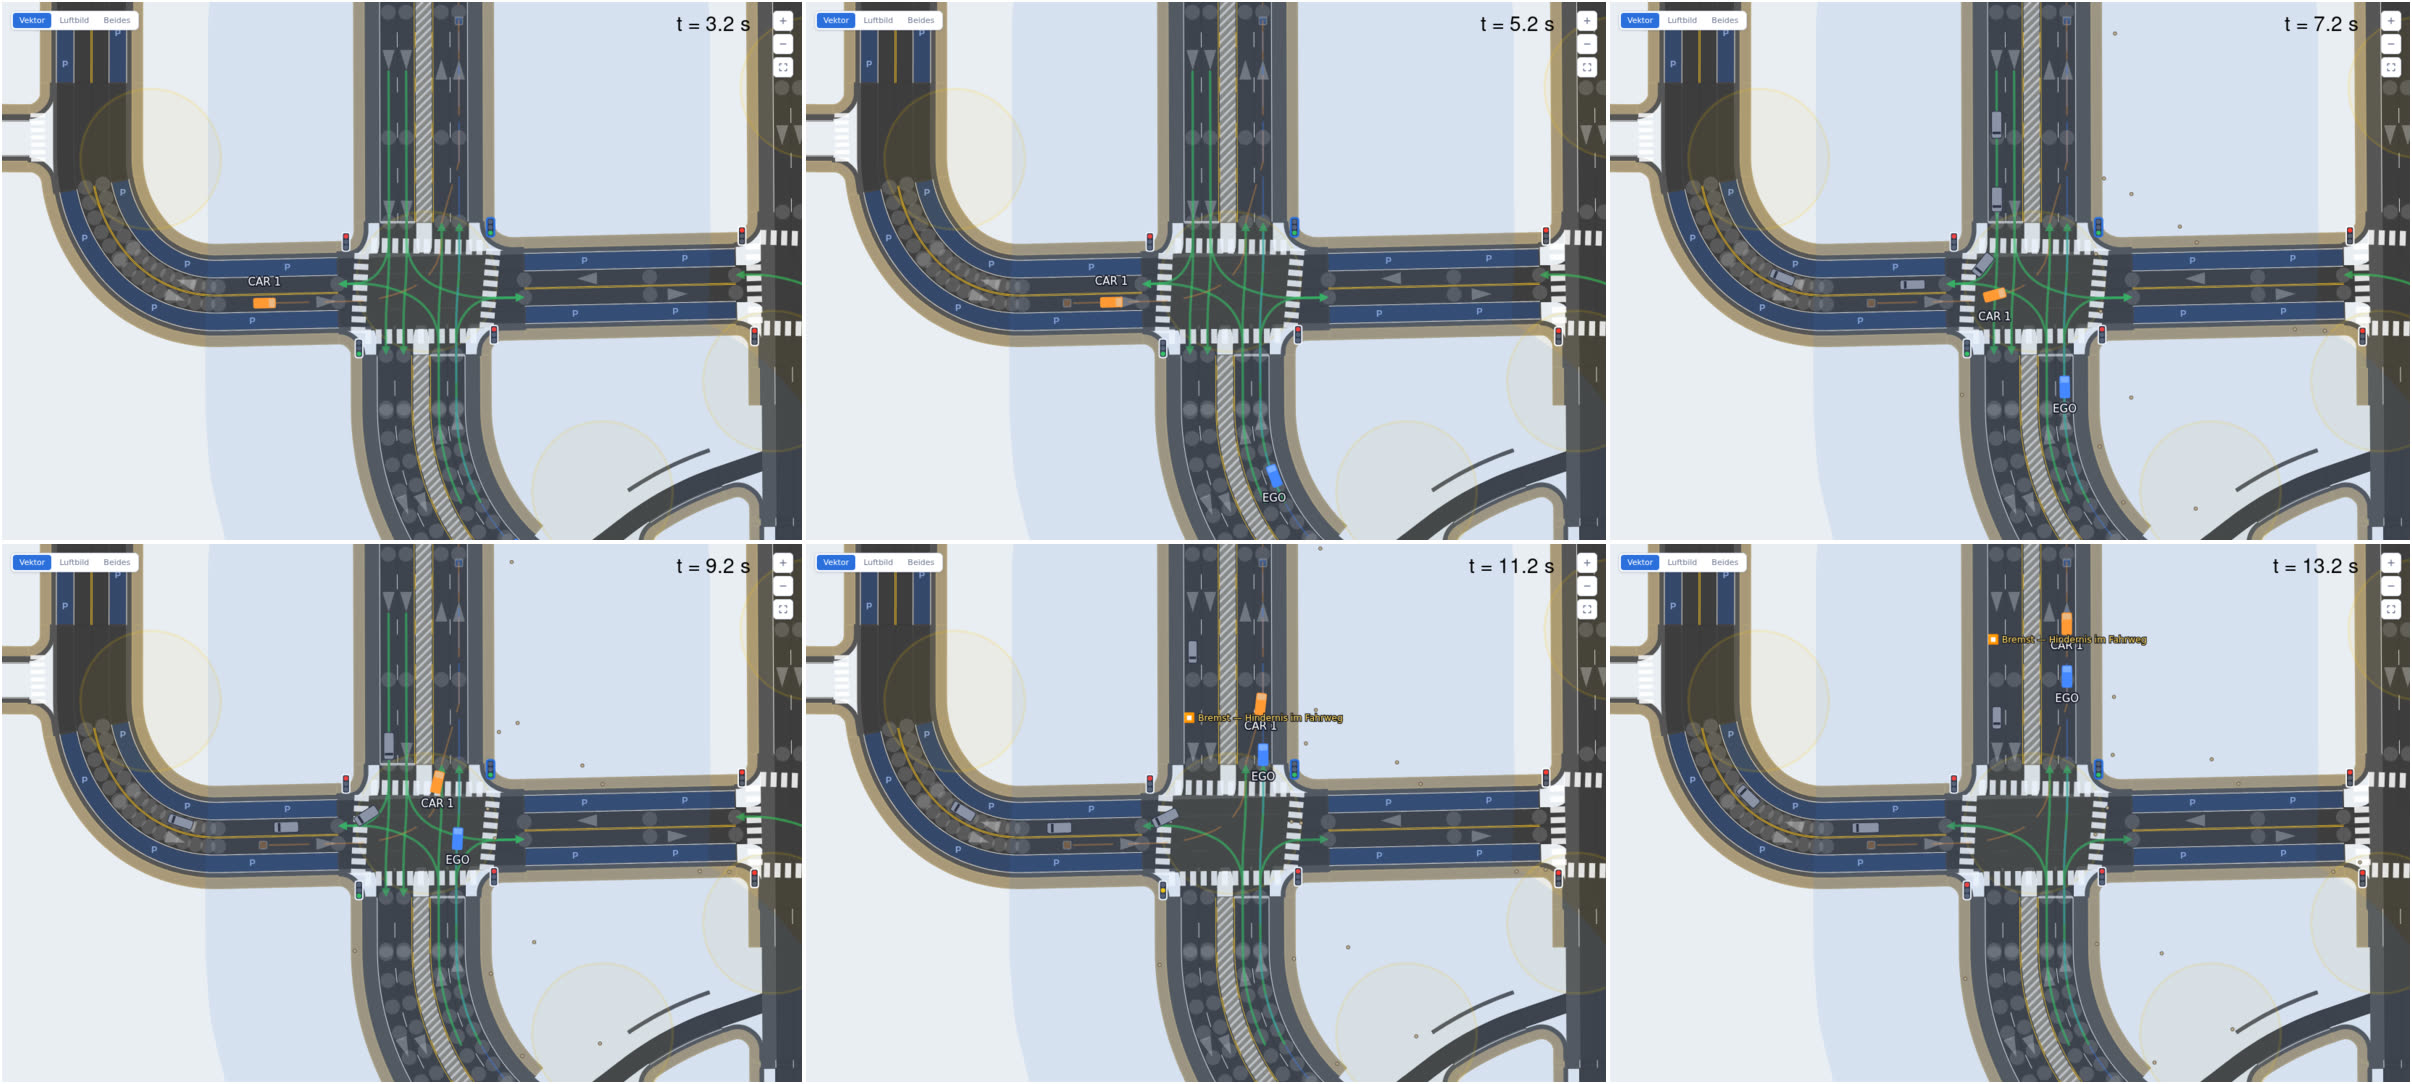 Vektor Luftbild Beides
t = 3.2 s
+
−
P
P
P
P
P
P
P
P
P
P
CAR 1
Vektor Luftbild Beides
t = 5.2 s
+
−
P
P
P
P
P
P
P
P
P
P
CAR 1
EGO
Vektor Luftbild Beides
t = 7.2 s
+
−
P
P
P
P
P
P
P
P
P
P
CAR 1
EGO
Vektor Luftbild Beides
t = 9.2 s
+
−
P
P
P
P
P
P
P
P
P
P
CAR 1
EGO
Vektor Luftbild Beides
t = 11.2 s
+
−
P
P
P
P
P
P
P
P
P
P
Bremst — Hindernis im Fahrweg
CAR 1
EGO
Vektor Luftbild Beides
t = 13.2 s
+
−
P
P
P
P
P
P
P
P
P
P
Bremst — Hindernis im Fahrweg
CAR 1
EGO